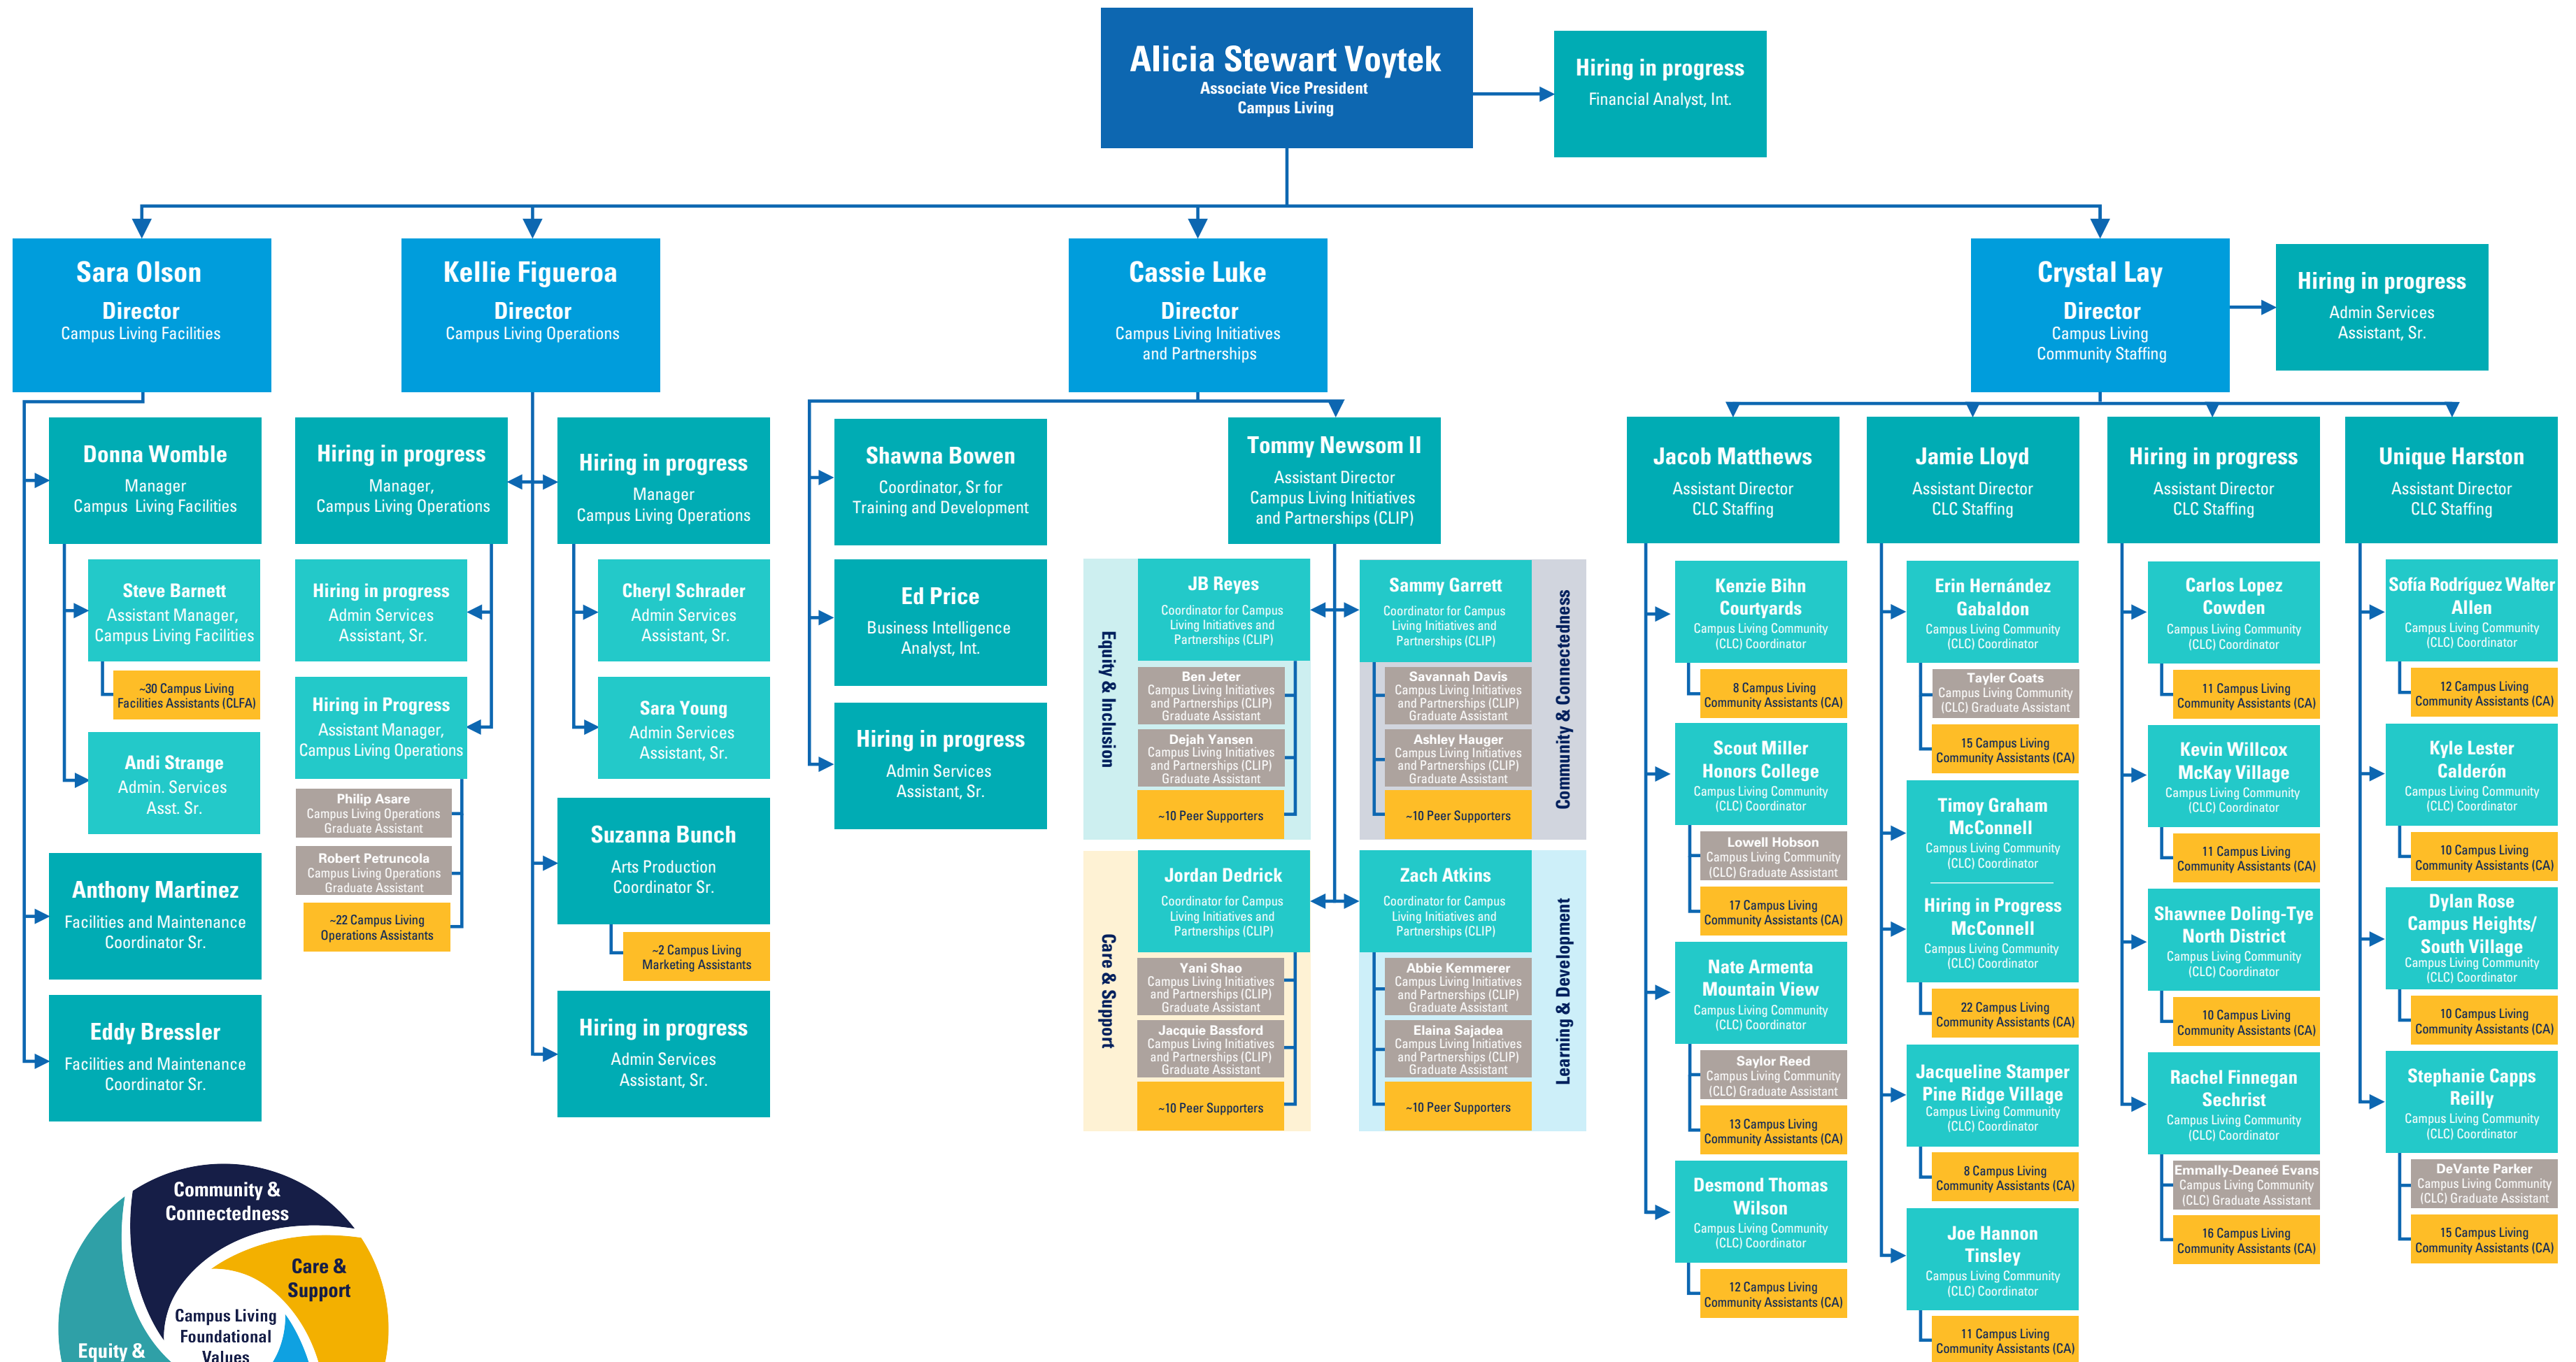 Alicia Stewart Voytek
Associate Vice President
Campus Living
Hiring in progress
Financial Analyst, Int.
Sara Olson
Director
Campus Living Facilities
Kellie Figueroa
Director
Campus Living Operations
Cassie Luke
Director
Campus Living Initiatives
and Partnerships
Crystal Lay
Director
Campus Living
Community Staffing
Hiring in progress
Admin Services
Assistant, Sr.
Donna Womble
Manager
Campus Living Facilities
Steve Barnett
Assistant Manager,
Campus Living Facilities
~30 Campus Living
Facilities Assistants (CLFA)
Andi Strange
Admin. Services
Asst. Sr.
Anthony Martinez
Facilities and Maintenance
Coordinator Sr.
Eddy Bressler
Facilities and Maintenance
Coordinator Sr.
Hiring in progress
Manager,
Campus Living Operations
Hiring in progress
Admin Services
Assistant, Sr.
Hiring in Progress
Assistant Manager,
Campus Living Operations
Philip Asare
Campus Living Operations
Graduate Assistant
Robert Petruncola
Campus Living Operations
Graduate Assistant
~22 Campus Living
Operations Assistants
Hiring in progress
Manager
Campus Living Operations
Cheryl Schrader
Admin Services
Assistant, Sr.
Sara Young
Admin Services
Assistant, Sr.
Suzanna Bunch
Arts Production
Coordinator Sr.
~2 Campus Living
Marketing Assistants
Hiring in progress
Admin Services
Assistant, Sr.
Shawna Bowen
Coordinator, Sr for
Training and Development
Ed Price
Business Intelligence
Analyst, Int.
Hiring in progress
Admin Services
Assistant, Sr.
Tommy Newsom II
Assistant Director
Campus Living Initiatives
and Partnerships (CLIP)
Equity & Inclusion
JB Reyes
Coordinator for Campus
Living Initiatives and
Partnerships (CLIP)
Ben Jeter
Campus Living Initiatives
and Partnerships (CLIP)
Graduate Assistant
Dejah Yansen
Campus Living Initiatives
and Partnerships (CLIP)
Graduate Assistant
~10 Peer Supporters
Sammy Garrett
Coordinator for Campus
Living Initiatives and
Partnerships (CLIP)
Savannah Davis
Campus Living Initiatives
and Partnerships (CLIP)
Graduate Assistant
Ashley Hauger
Campus Living Initiatives
and Partnerships (CLIP)
Graduate Assistant
~10 Peer Supporters
Community & Connectedness
Care & Support
Jordan Dedrick
Coordinator for Campus
Living Initiatives and
Partnerships (CLIP)
Yani Shao
Campus Living Initiatives
and Partnerships (CLIP)
Graduate Assistant
Jacquie Bassford
Campus Living Initiatives
and Partnerships (CLIP)
Graduate Assistant
~10 Peer Supporters
Zach Atkins
Coordinator for Campus
Living Initiatives and
Partnerships (CLIP)
Abbie Kemmerer
Campus Living Initiatives
and Partnerships (CLIP)
Graduate Assistant
Elaina Sajadea
Campus Living Initiatives
and Partnerships (CLIP)
Graduate Assistant
~10 Peer Supporters
Learning & Development
Jacob Matthews
Assistant Director
CLC Staffing
Kenzie Bihn
Courtyards
Campus Living Community
(CLC) Coordinator
8 Campus Living
Community Assistants (CA)
Scout Miller
Honors College
Campus Living Community
(CLC) Coordinator
Lowell Hobson
Campus Living Community
(CLC) Graduate Assistant
17 Campus Living
Community Assistants (CA)
Nate Armenta
Mountain View
Campus Living Community
(CLC) Coordinator
Saylor Reed
Campus Living Community
(CLC) Graduate Assistant
13 Campus Living
Community Assistants (CA)
Desmond Thomas
Wilson
Campus Living Community
(CLC) Coordinator
12 Campus Living
Community Assistants (CA)
Jamie Lloyd
Assistant Director
CLC Staffing
Erin Hernández
Gabaldon
Campus Living Community
(CLC) Coordinator
Tayler Coats
Campus Living Community
(CLC) Graduate Assistant
15 Campus Living
Community Assistants (CA)
Timoy Graham
McConnell
Campus Living Community
(CLC) Coordinator
Hiring in Progress
McConnell
Campus Living Community
(CLC) Coordinator
22 Campus Living
Community Assistants (CA)
Jacqueline Stamper
Pine Ridge Village
Campus Living Community
(CLC) Coordinator
8 Campus Living
Community Assistants (CA)
Joe Hannon
Tinsley
Campus Living Community
(CLC) Coordinator
11 Campus Living
Community Assistants (CA)
Hiring in progress
Assistant Director
CLC Staffing
Carlos Lopez
Cowden
Campus Living Community
(CLC) Coordinator
11 Campus Living
Community Assistants (CA)
Kevin Willcox
McKay Village
Campus Living Community
(CLC) Coordinator
11 Campus Living
Community Assistants (CA)
Shawnee Doling-Tye
North District
Campus Living Community
(CLC) Coordinator
10 Campus Living
Community Assistants (CA)
Rachel Finnegan
Sechrist
Campus Living Community
(CLC) Coordinator
Emmally-Deaneé Evans
Campus Living Community
(CLC) Graduate Assistant
16 Campus Living
Community Assistants (CA)
Unique Harston
Assistant Director
CLC Staffing
Sofía Rodríguez Walter
Allen
Campus Living Community
(CLC) Coordinator
12 Campus Living
Community Assistants (CA)
Kyle Lester
Calderón
Campus Living Community
(CLC) Coordinator
10 Campus Living
Community Assistants (CA)
Dylan Rose
Campus Heights/
South Village
Campus Living Community
(CLC) Coordinator
10 Campus Living
Community Assistants (CA)
Stephanie Capps
Reilly
Campus Living Community
(CLC) Coordinator
DeVante Parker
Campus Living Community
(CLC) Graduate Assistant
15 Campus Living
Community Assistants (CA)
Community &
Connectedness
Care &
Support
Campus Living
Foundational
Values
Equity &